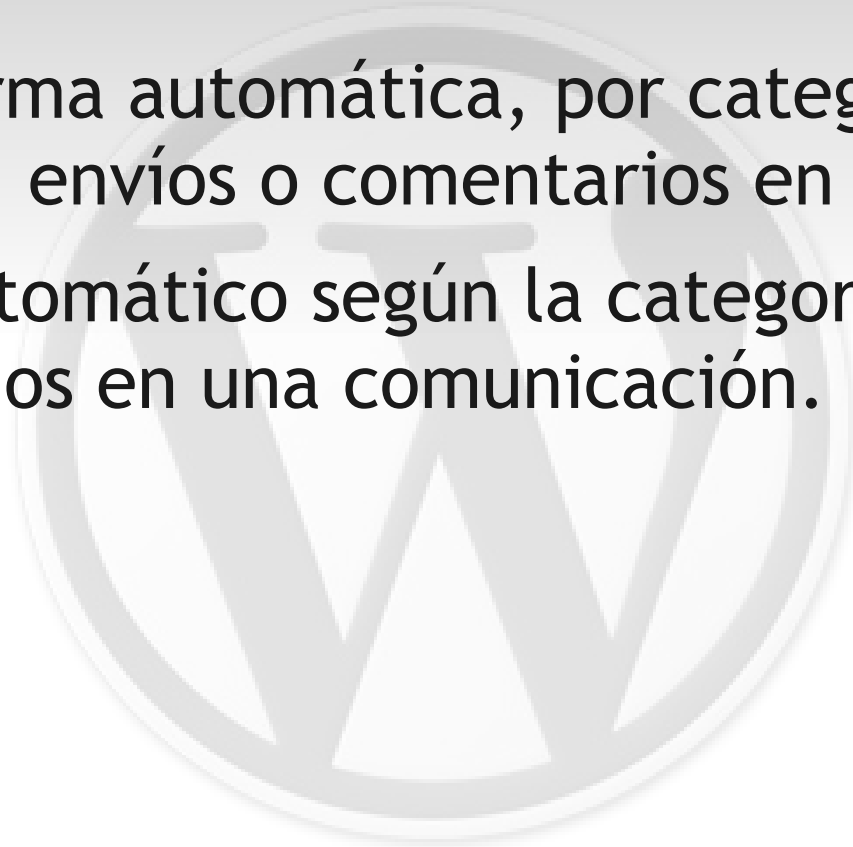 rma automática, por categ
envíos o comentarios en
tomático según la categor
os en una comunicación.